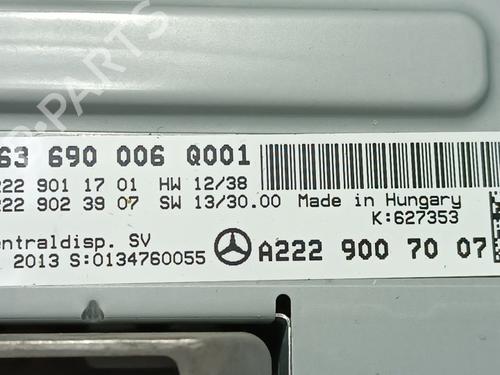 63 690 006 Q001
222 901 17 01 HW 12/38
222 902 39 07 SW 13/30.00 Made in Hungary
K:627353
entraldisp. SV
2013 S:0134760055 A222 900 70 07